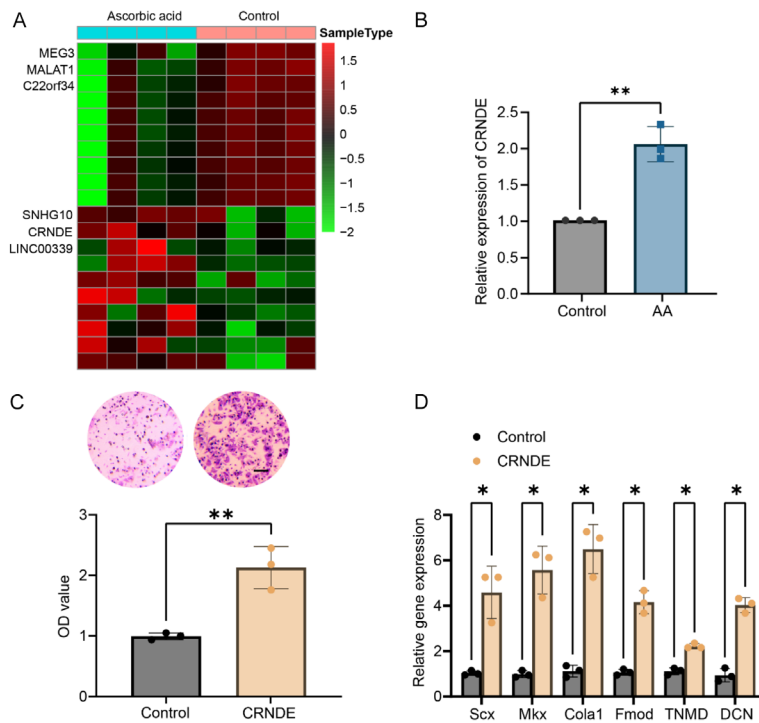 A
Ascorbic acid
Control
SampleType
MEG3
MALAT1
C22orf34
SNHG10
CRNDE
LINC00339
1.5
1
0.5
0
−0.5
−1
−1.5
−2
B
Relative expression of CRNDE
2.5
2.0
1.5
1.0
0.5
0.0
**
Control
AA
C
OD value
3
2
1
0
**
Control
CRNDE
D
Control
CRNDE
Relative gene expression
8
6
4
2
0
* * * * * *
Scx Mkx Cola1 Fmod TNMD DCN